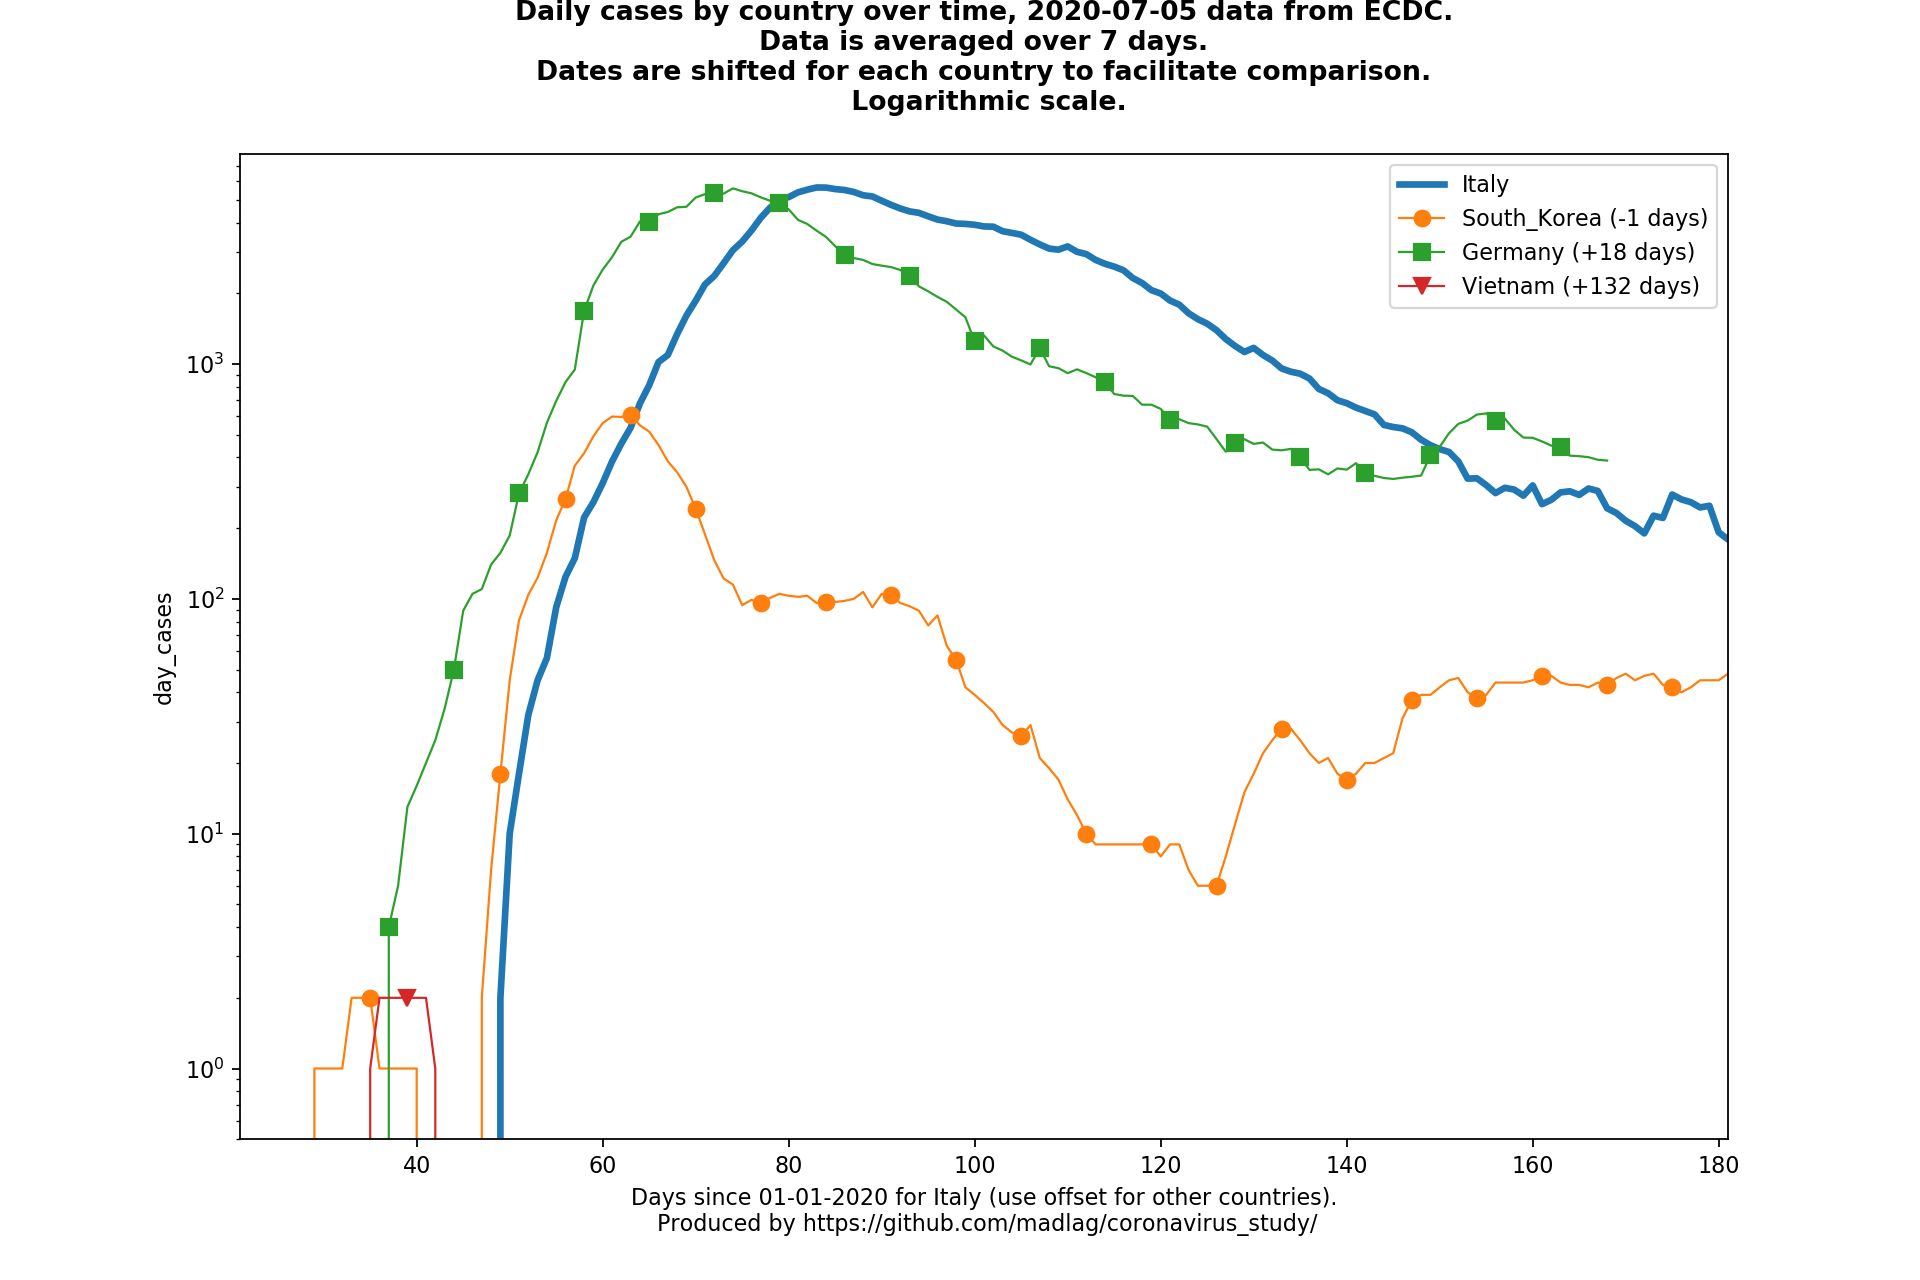 Daily cases by country over time, 2020-07-05 data from ECDC.
Data is averaged over 7 days.
Dates are shifted for each country to facilitate comparison.
Logarithmic scale.
Italy
South_Korea (-1 days)
Germany (+18 days)
Vietnam (+132 days)
10³
10²
10¹
10⁰
day_cases
40 60 80 100 120 140 160 180
Days since 01-01-2020 for Italy (use offset for other countries).
Produced by https://github.com/madlag/coronavirus_study/